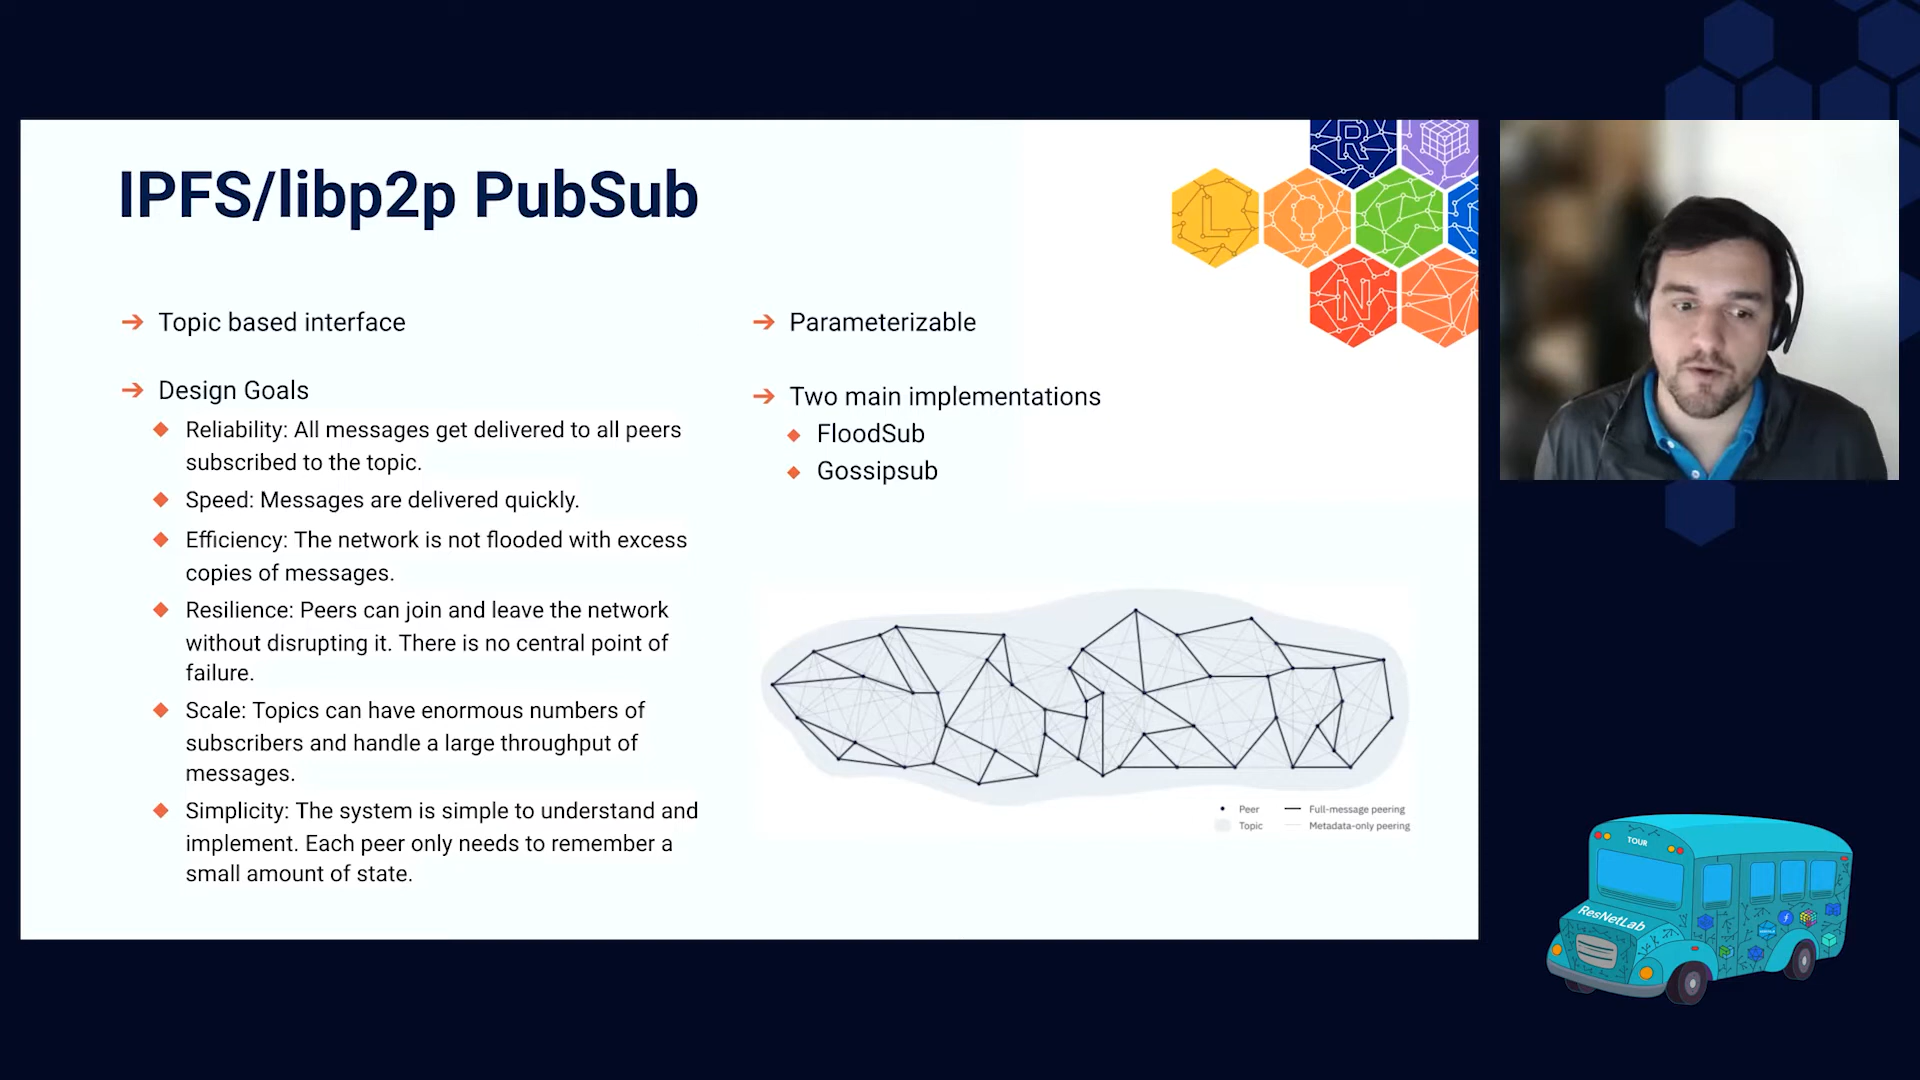 IPFS/libp2p PubSub
Topic based interface
Design Goals
Reliability: All messages get delivered to all peers
subscribed to the topic.
Speed: Messages are delivered quickly.
Efficiency: The network is not flooded with excess
copies of messages.
Resilience: Peers can join and leave the network
without disrupting it. There is no central point of
failure.
Scale: Topics can have enormous numbers of
subscribers and handle a large throughput of
messages.
Simplicity: The system is simple to understand and
implement. Each peer only needs to remember a
small amount of state.
Parameterizable
Two main implementations
FloodSub
Gossipsub
Peer
Full-message peering
Topic
Metadata-only peering
R
L
N
TOUR
ResNetLab